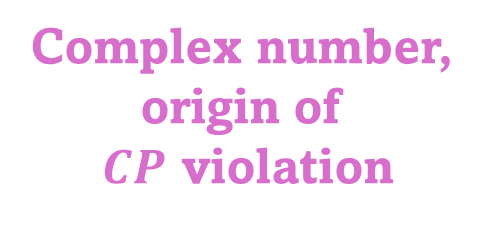 Complex number,
origin of
CP violation